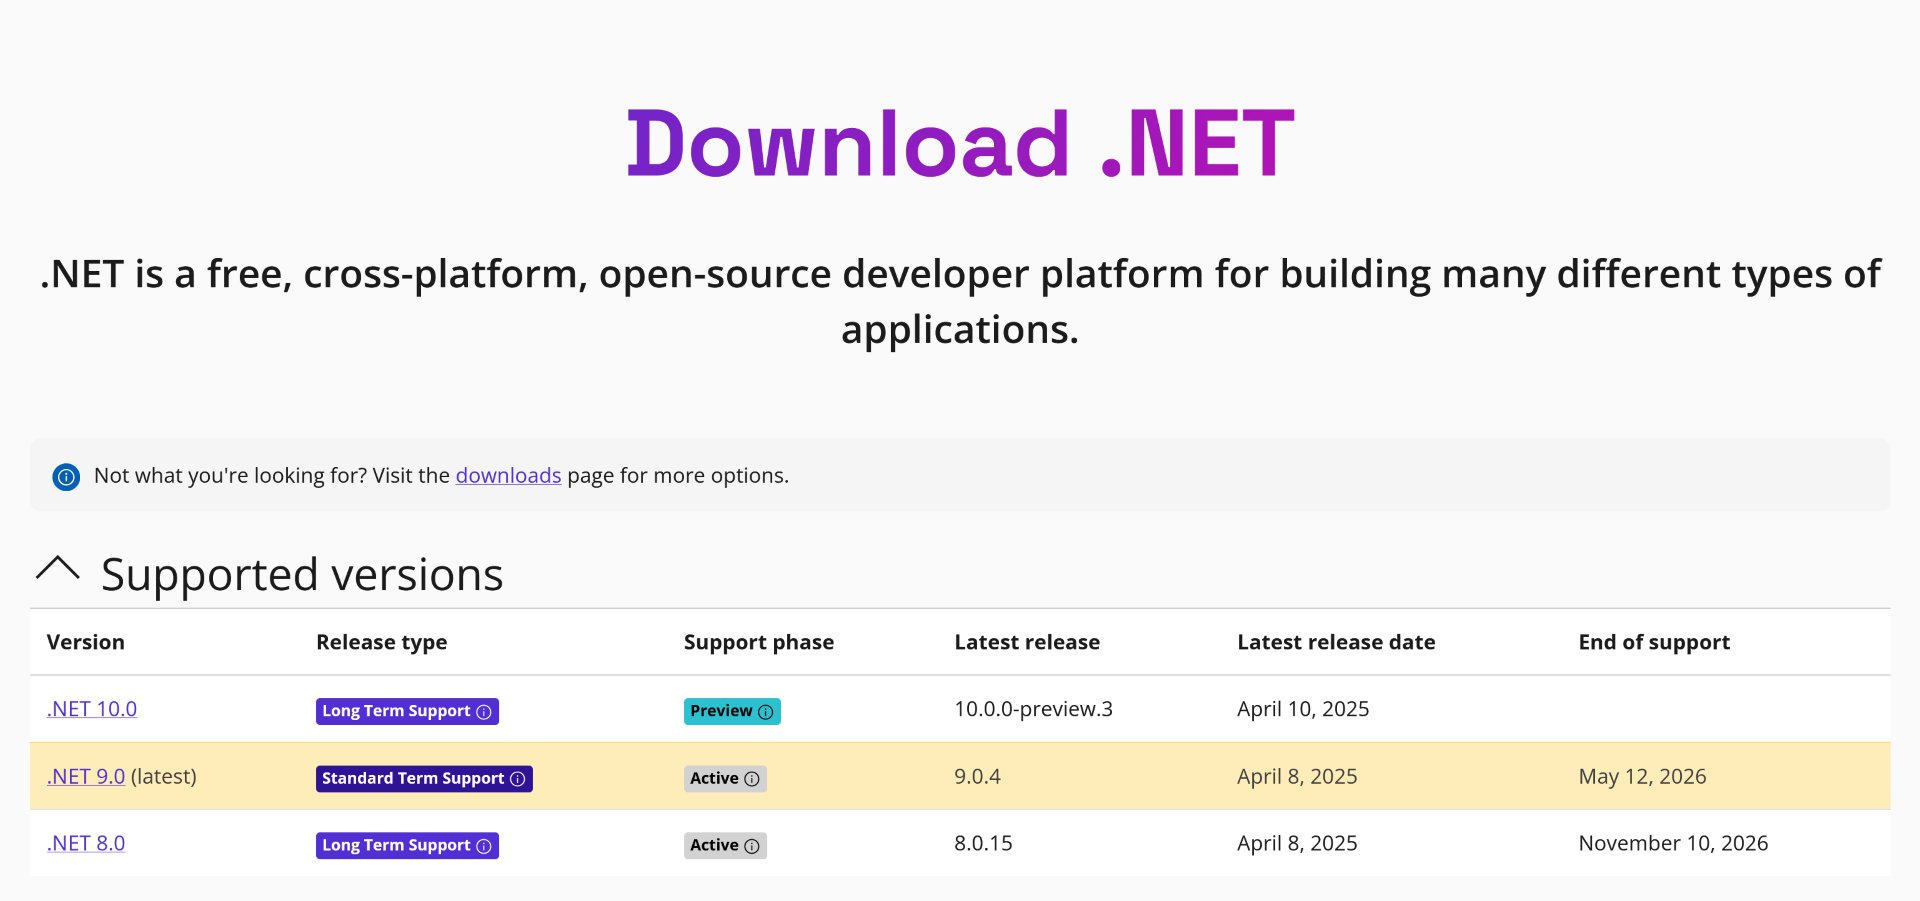 Download .NET
.NET is a free, cross-platform, open-source developer platform for building many different types of
applications.
Not what you're looking for? Visit the downloads page for more options.
Supported versions
Version Release type Support phase Latest release Latest release date End of support
.NET 10.0 Long Term Support Preview 10.0.0-preview.3 April 10, 2025
.NET 9.0 (latest) Standard Term Support Active 9.0.4 April 8, 2025 May 12, 2026
.NET 8.0 Long Term Support Active 8.0.15 April 8, 2025 November 10, 2026